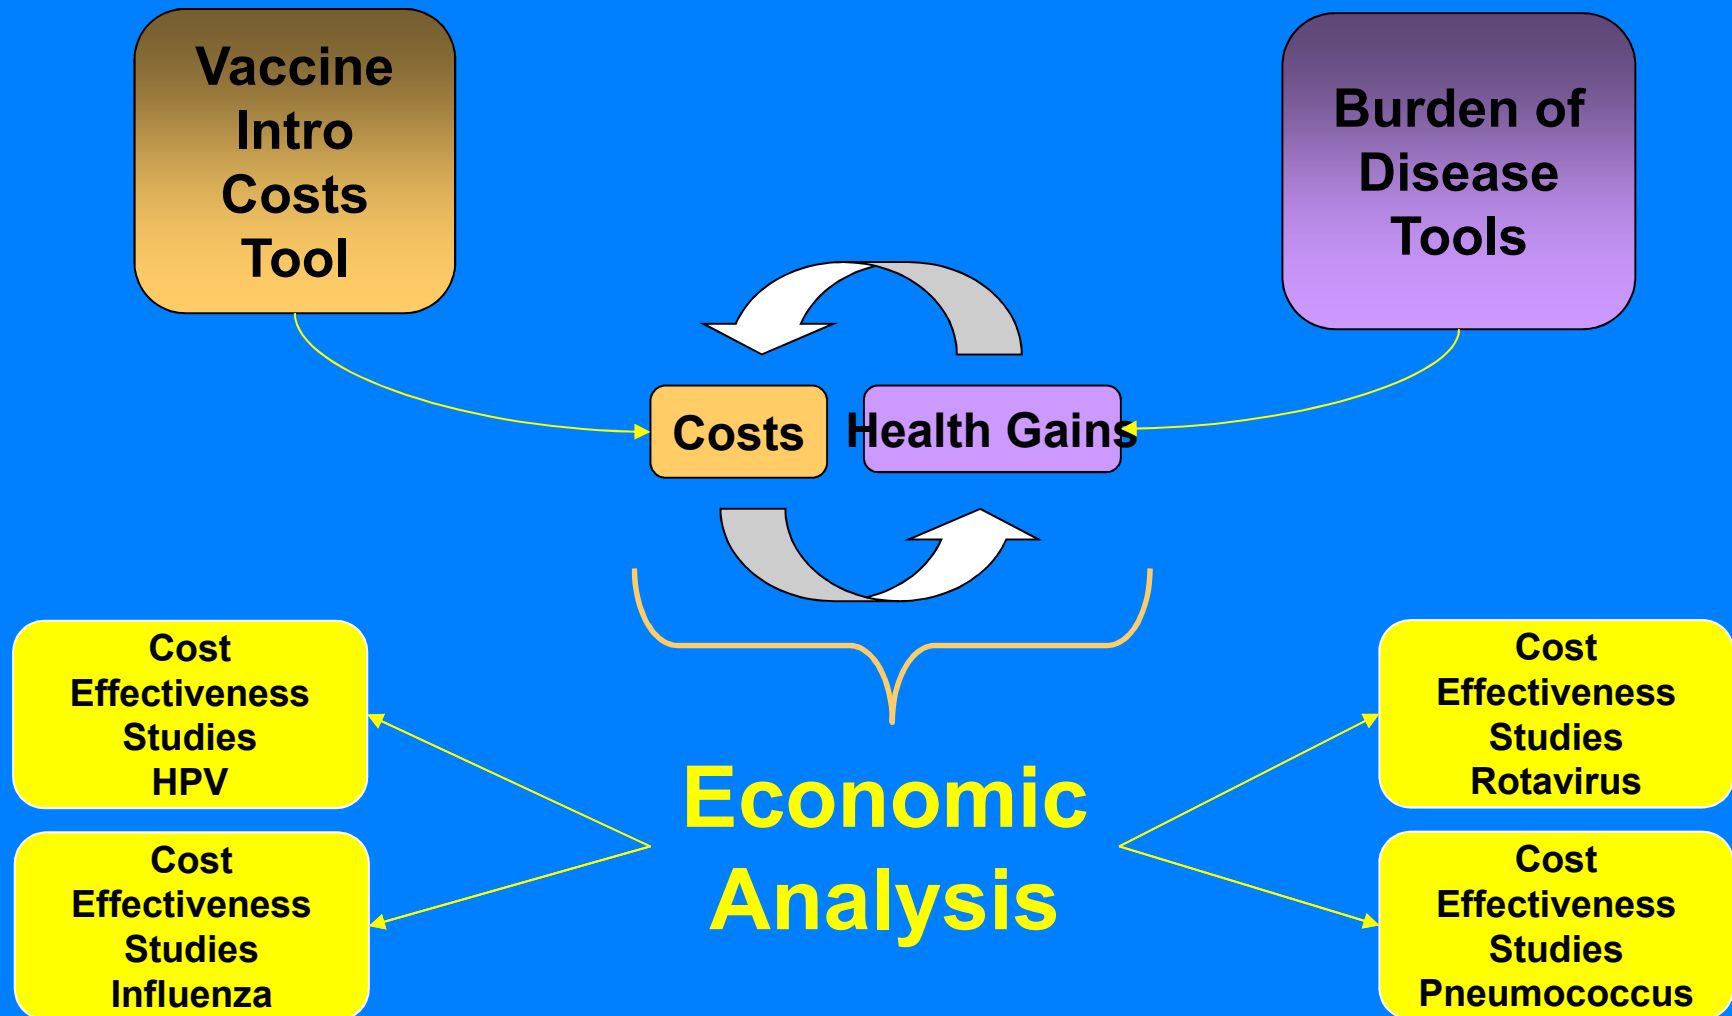 Vaccine
Intro
Costs
Tool
Burden of
Disease
Tools
Costs
Health Gains
Cost
Effectiveness
Studies
HPV
Cost
Effectiveness
Studies
Rotavirus
Economic
Analysis
Cost
Effectiveness
Studies
Influenza
Cost
Effectiveness
Studies
Pneumococcus